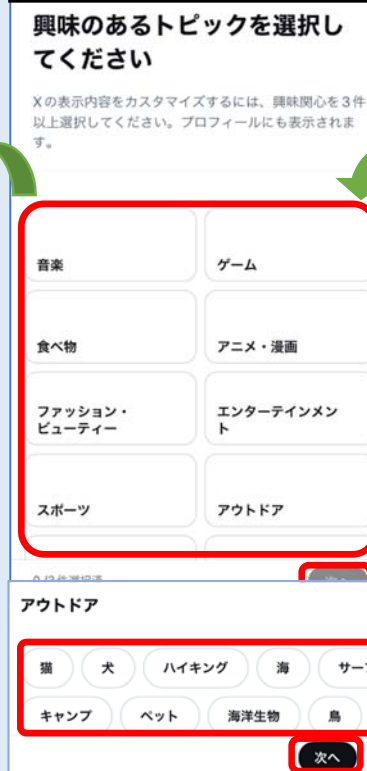 興味のあるトピックを選択し
てください
Xの表示内容をカスタマイズするには、興味関心を3件
以上選択してください。プロフィールにも表示されま
す。
音楽
ゲーム
食べ物
アニメ・漫画
ファッション・
ビューティー
エンターテインメン
ト
スポーツ
アウトドア
アウトドア
猫 犬 ハイキング 海
キャンプ ペット 海洋生物 鳥
次へ